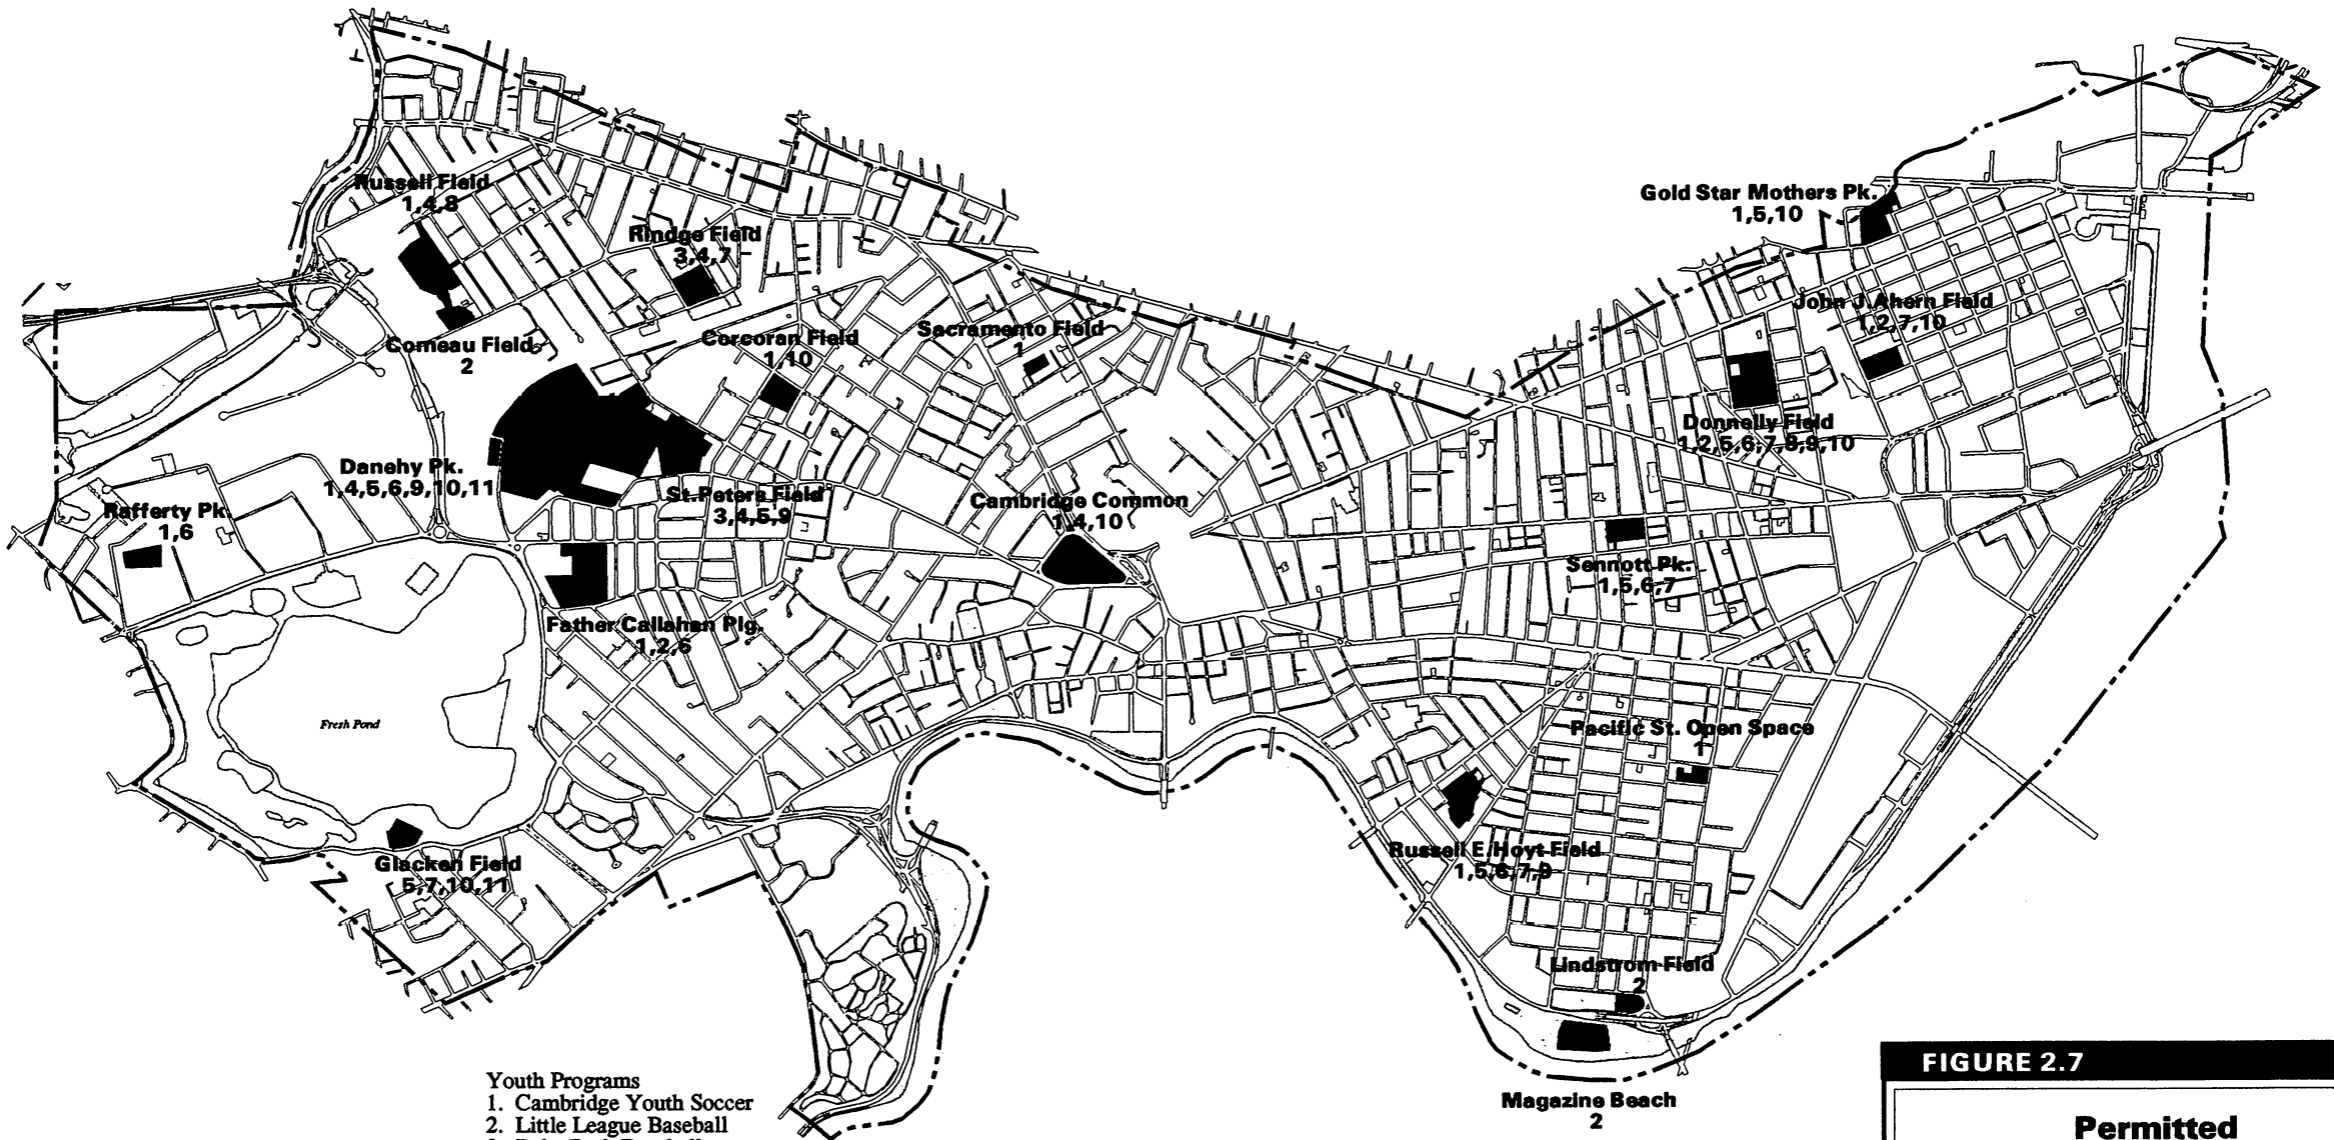 Russell Field
1,4,8
Rindge Field
3,4,7
Gold Star Mothers Pk.
1,5,10
John J. Ahern Field
1,2,7,10
Comeau Field
2
Corcoran Field
1,10
Sacramento Field
1
Donnelly Field
1,2,5,6,7,8,9,10
Danehy Pk.
1,4,5,6,9,10,11
St. Peters Field
3,4,5,9
Cambridge Common
1,4,10
Rafferty Pk.
1,6
Sennott Pk.
1,5,6,7
Father Callahan Plg.
1,2,6
Fresh Pond
Pacific St. Open Space
1
Glacken Field
5,7,10,11
Russell E. Hoyt Field
1,5,6,7,9
Lindstrom Field
2
Magazine Beach
2
Youth Programs
1. Cambridge Youth Soccer
2. Little League Baseball
FIGURE 2.7
Permitted